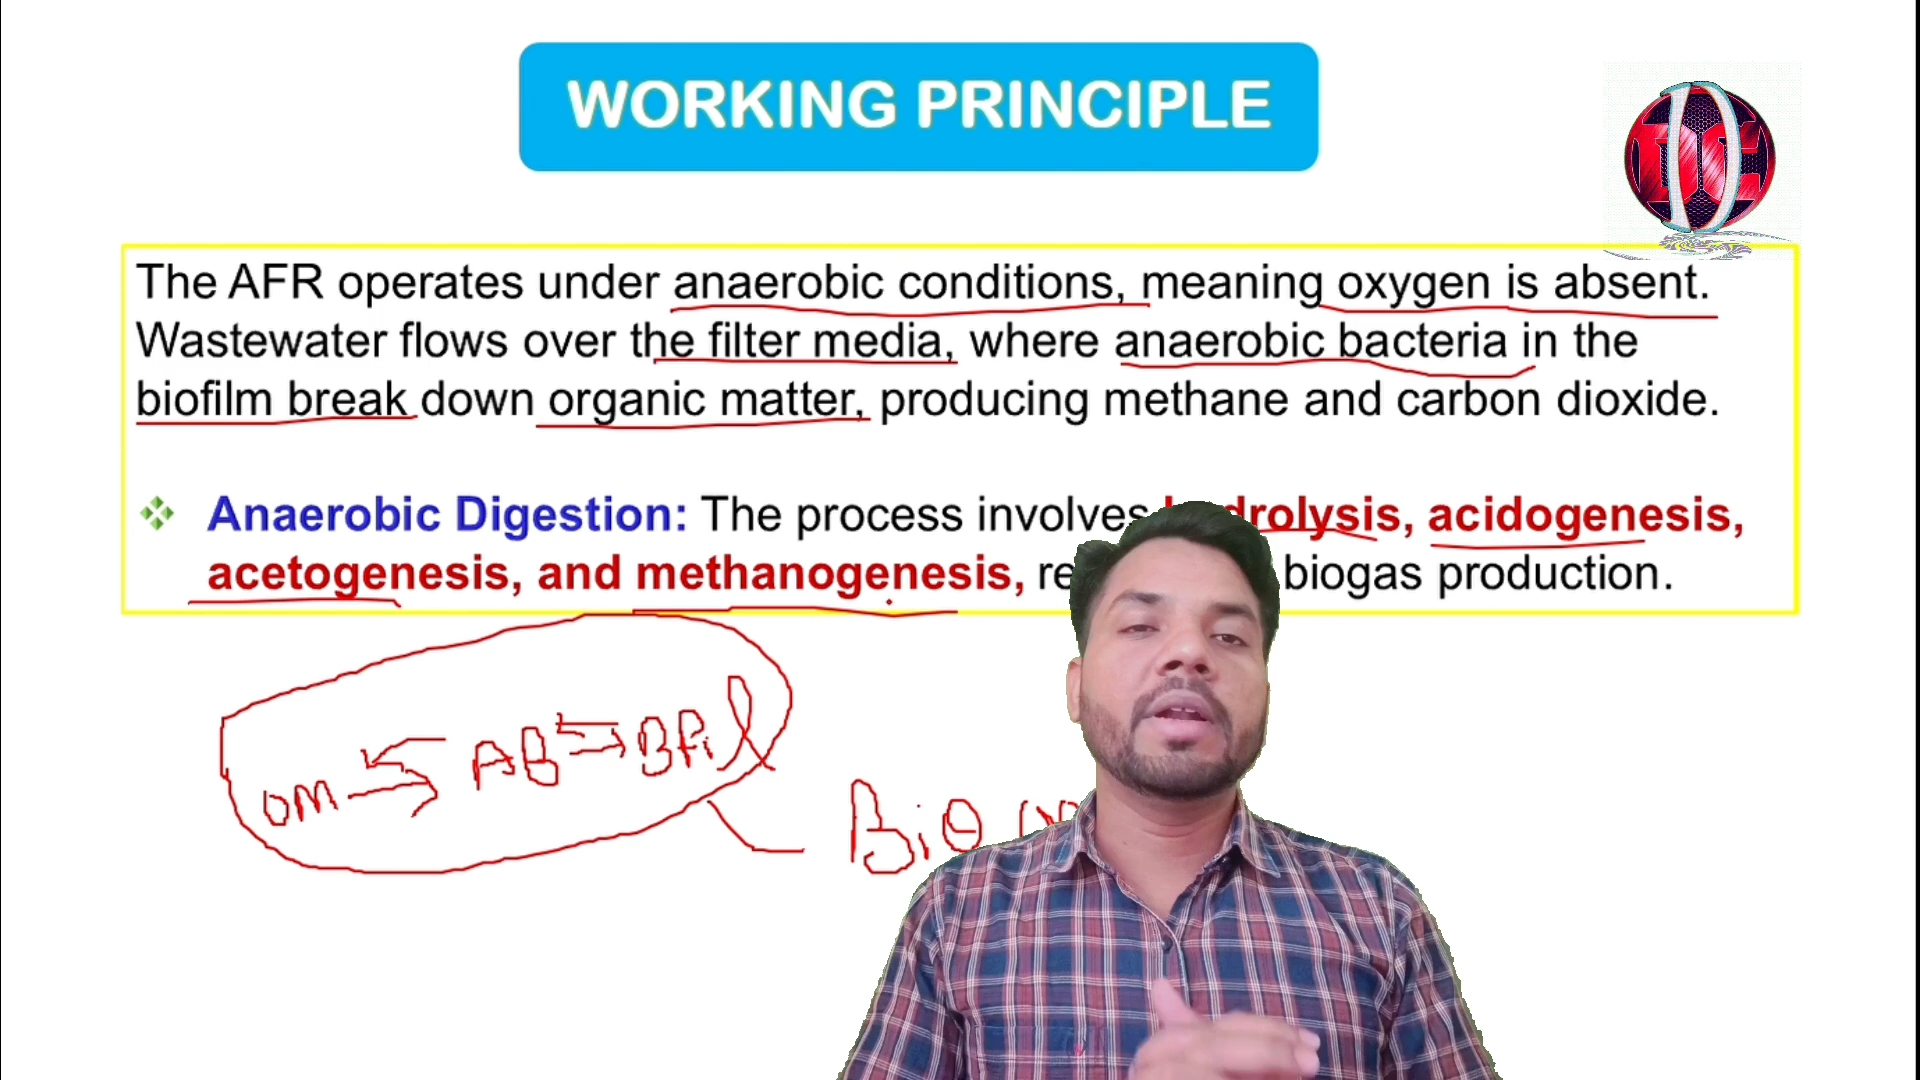 WORKING PRINCIPLE
The AFR operates under anaerobic conditions, meaning oxygen is absent.
Wastewater flows over the filter media, where anaerobic bacteria in the
biofilm break down organic matter, producing methane and carbon dioxide.
Anaerobic Digestion: The process involves acidogenesis,
acetogenesis, and methanogenesis, biogas production.
OM AB
Bio